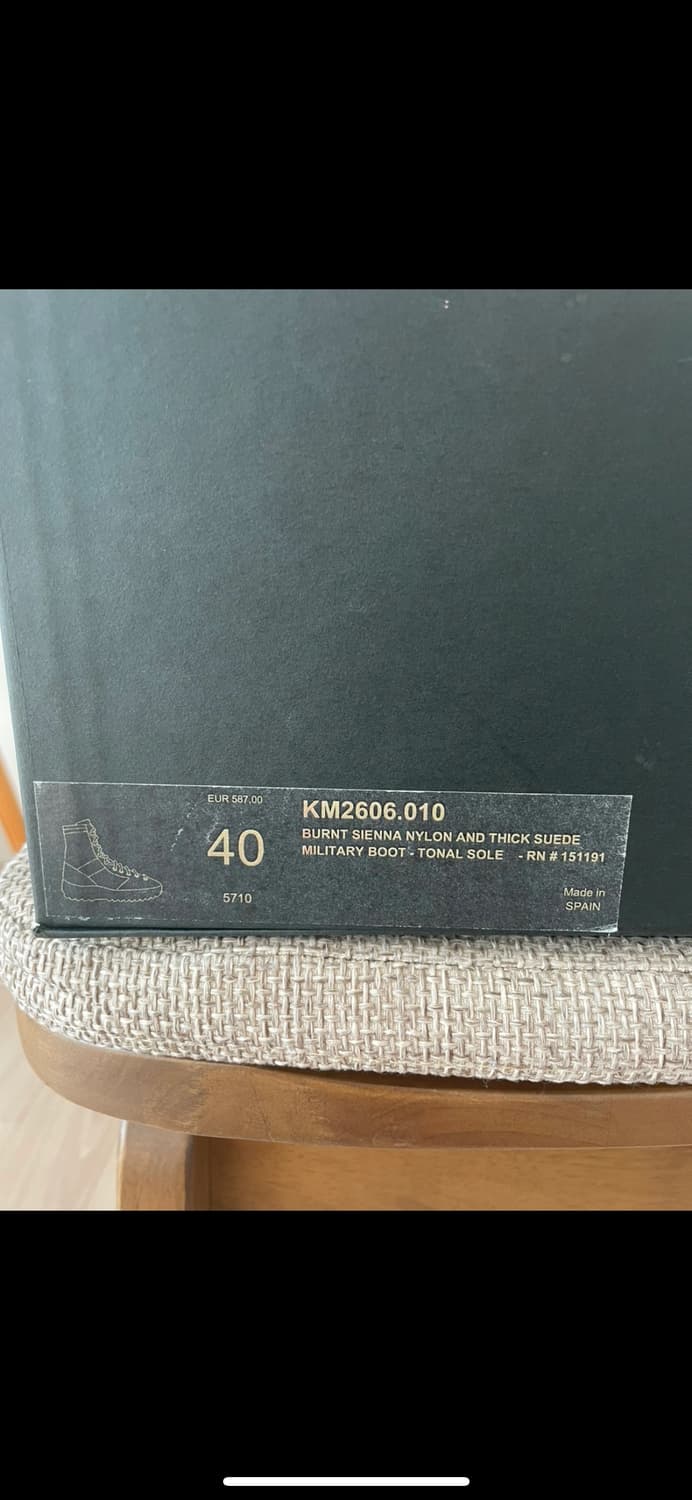 EUR 587.00
40
5710
KM2606.010
BURNT SIENNA NYLON AND THICK SUEDE
MILITARY BOOT - TONAL SOLE - RN # 151191
Made in
SPAIN